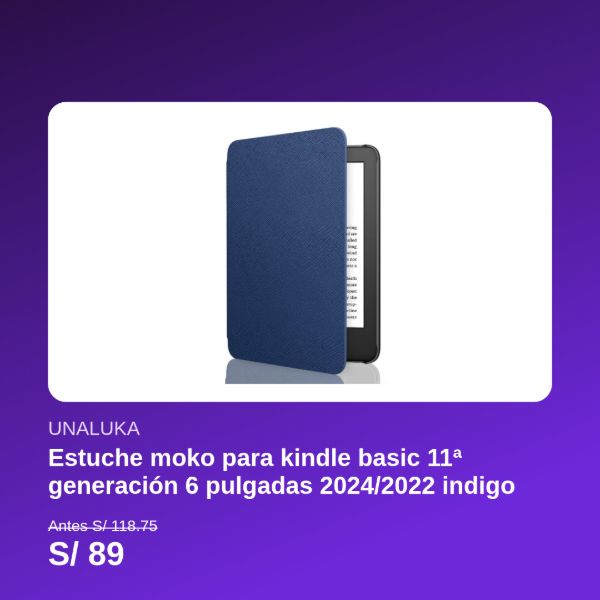 UNALUKA
Estuche moko para kindle basic 11ª
generación 6 pulgadas 2024/2022 indigo
Antes S/ 118.75
S/ 89